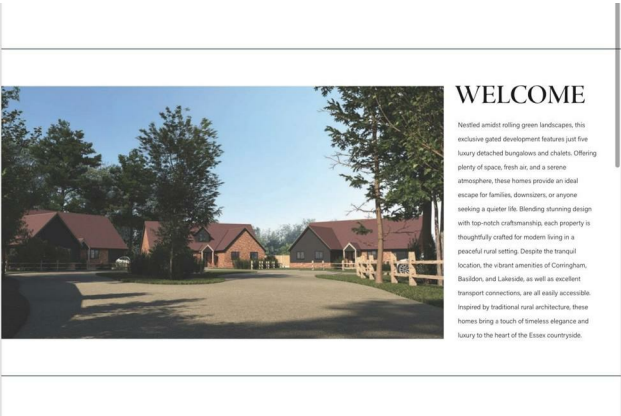 WELCOME
Nestled amidst rolling green landscapes, this
exclusive gated development features just five
luxury detached bungalows and chalets. Offering
plenty of space, fresh air, and a serene
atmosphere, these homes provide an ideal
escape for families, downsizers, or anyone
seeking a quieter life. Blending stunning design
with top-notch craftsmanship, each property is
thoughtfully crafted for modern living in a
peaceful rural setting. Despite the tranquil
location, the vibrant amenities of Corringham,
Basildon, and Lakeside, as well as excellent
transport connections, are all easily accessible.
Inspired by traditional rural architecture, these
homes bring a touch of timeless elegance and
luxury to the heart of the Essex countryside.